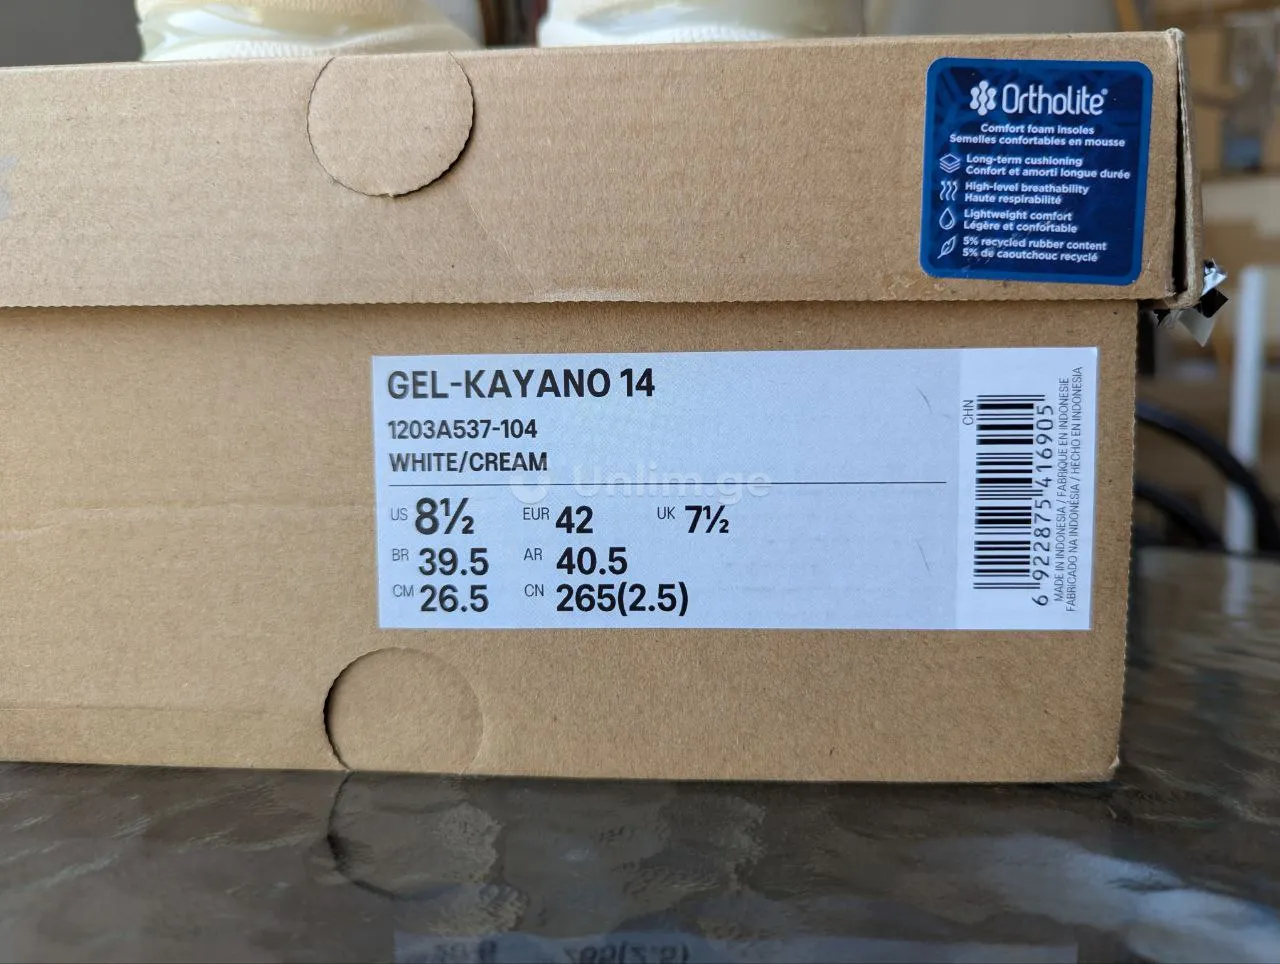 Ortholite®
Comfort foam insoles
Semelles confortables en mousse
Long-term cushioning
Confort et amorti longue durée
High-level breathability
Haute respirabilité
Lightweight comfort
Légère et confortable
5% recycled rubber content
5% de caoutchouc recyclé
GEL-KAYANO 14
1203A537-104
WHITE/CREAM
Unlim.ge
US 8½ EUR 42 UK 7½
BR 39.5 AR 40.5
CM 26.5 CN 265(2.5)
CHN
6 922875 416905
MADE IN INDONESIA / FABRIQUE EN INDONESIE
FABRICADO NA INDONÉSIA / HECHO EN INDONESIA